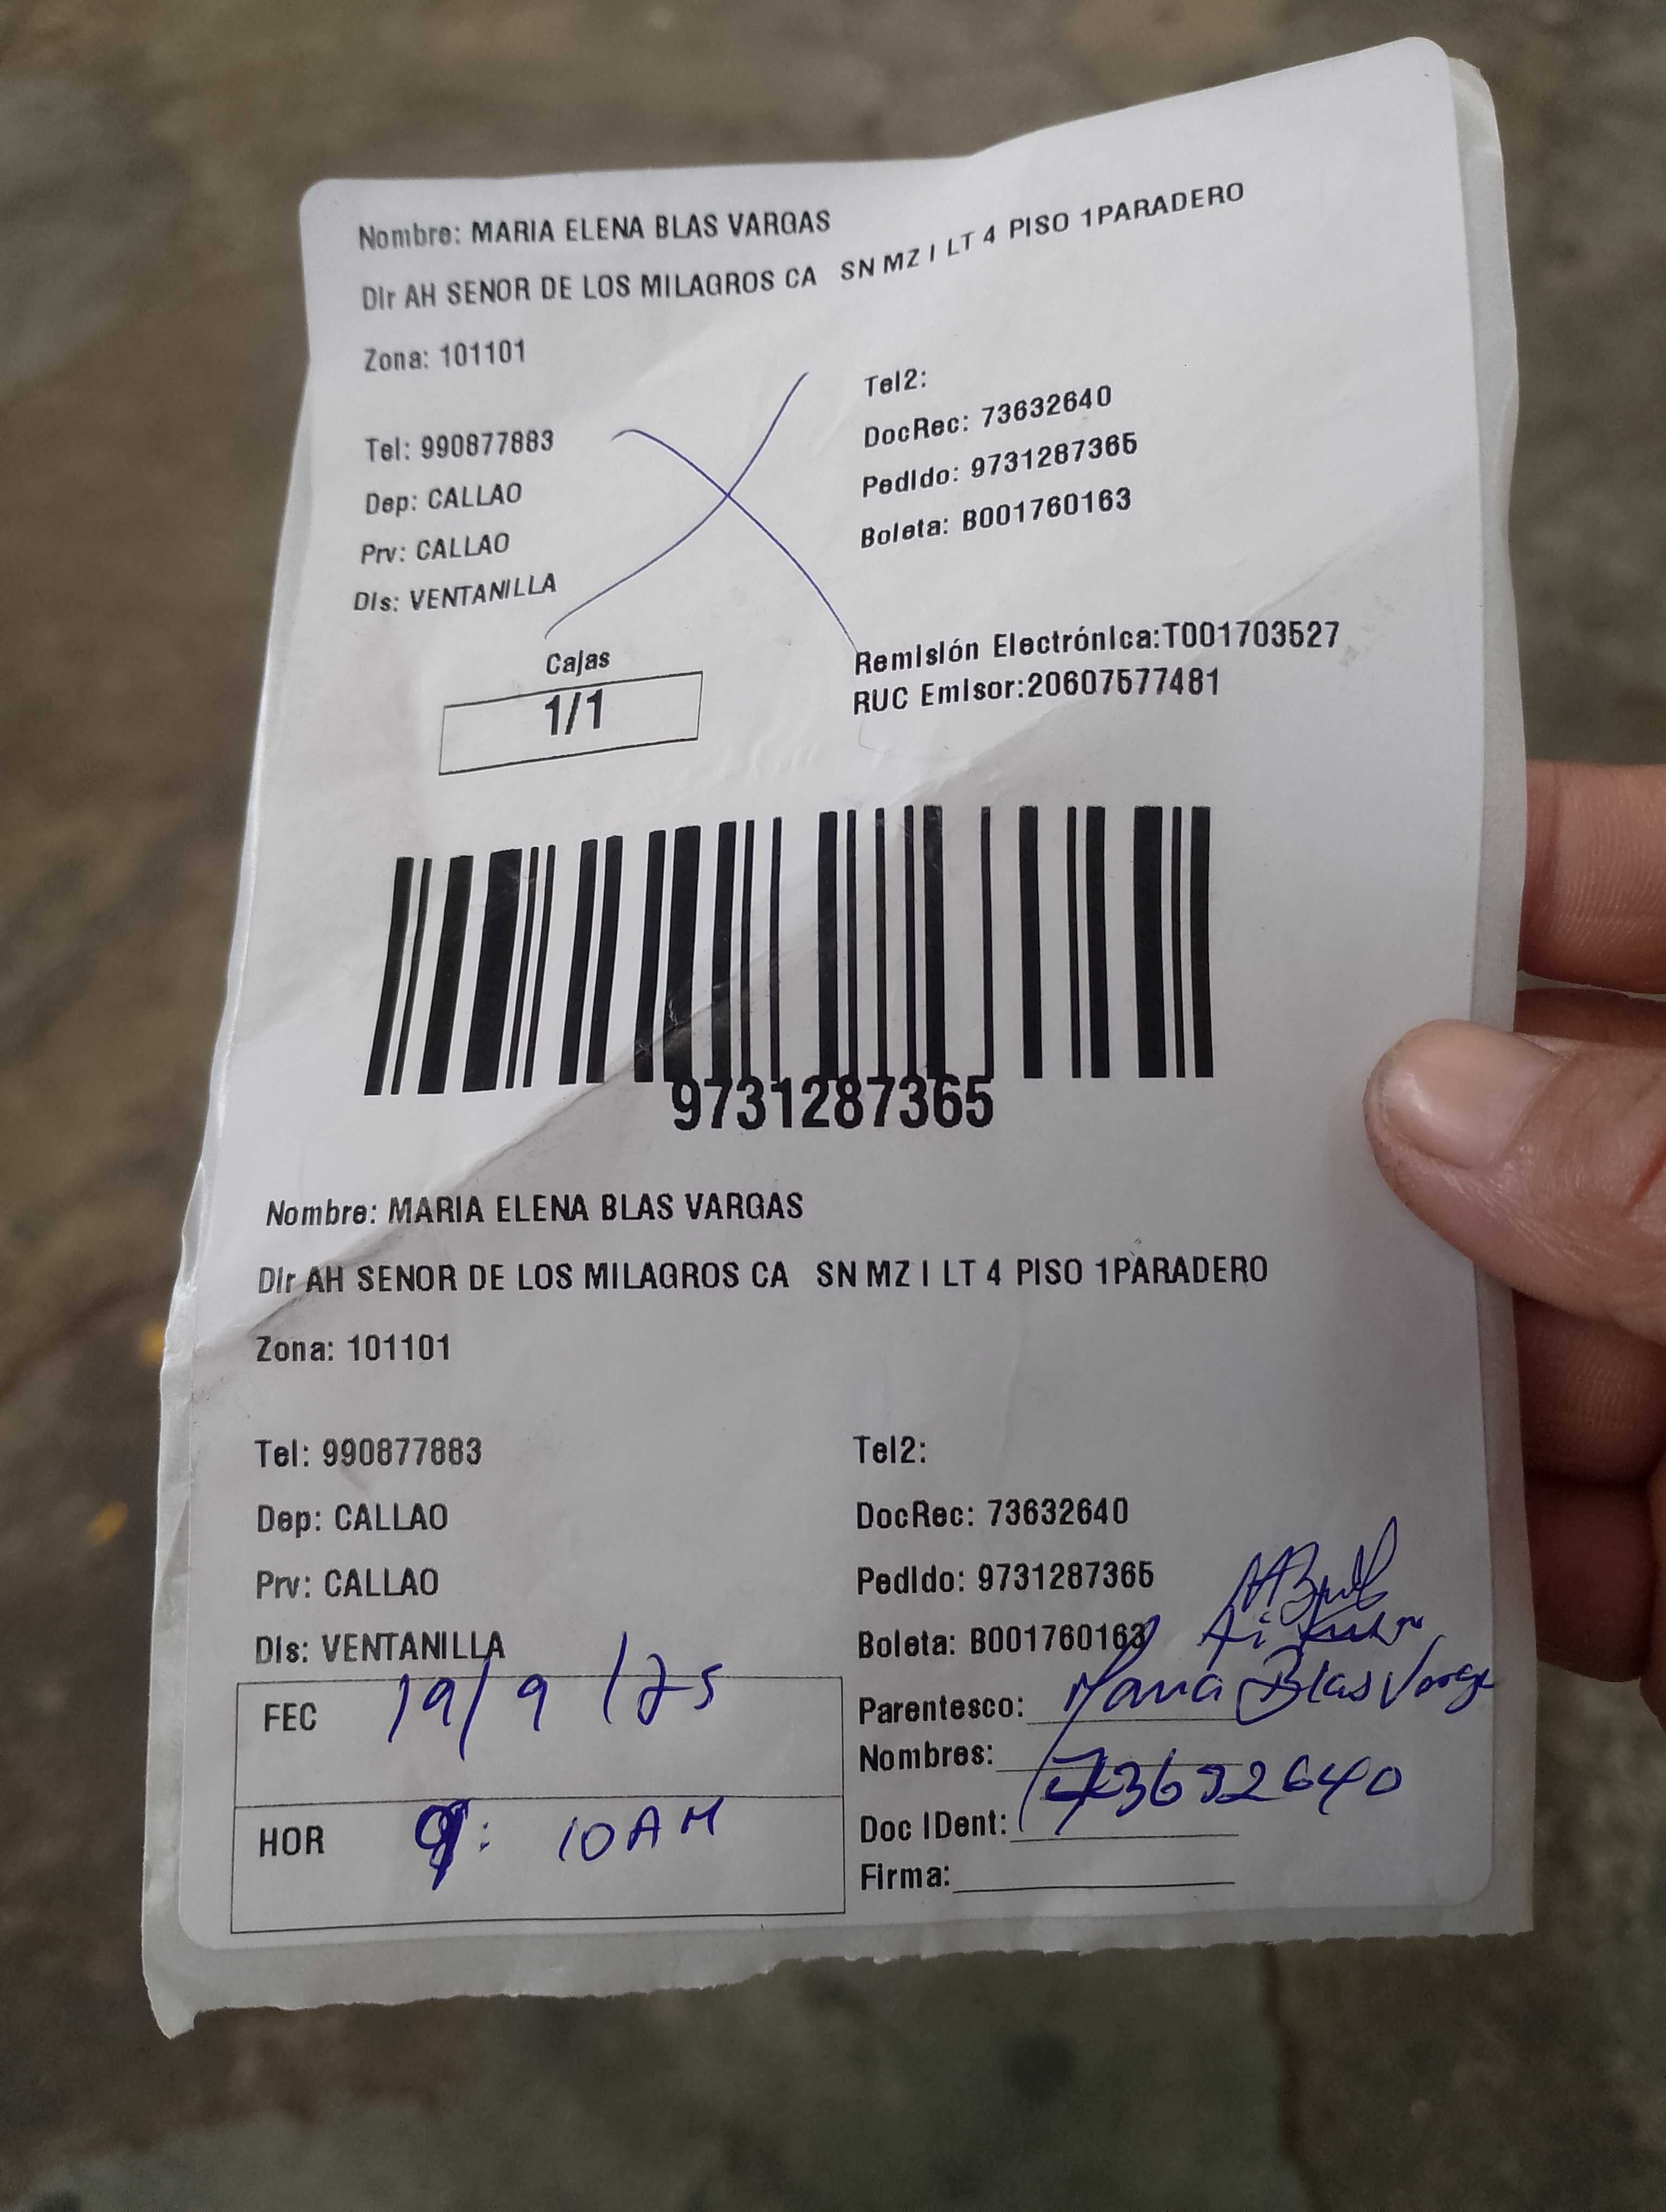 Nombre: MARIA ELENA BLAS VARGAS
Dir AH SENOR DE LOS MILAGROS CA SN MZ I LT 4 PISO 1PARADERO
Zona: 101101
Tel: 990877883
Tel2:
Dep: CALLAO
DocRec: 73632640
Prv: CALLAO
Pedido: 9731287365
Dis: VENTANILLA
Boleta: B001760163
Cajas
1/1
Remisión Electrónica:T001703527
RUC Emisor:20607577481
9731287365
Nombre: MARIA ELENA BLAS VARGAS
Dir AH SENOR DE LOS MILAGROS CA SN MZ I LT 4 PISO 1PARADERO
Zona: 101101
Tel: 990877883
Tel2:
Dep: CALLAO
DocRec: 73632640
Prv: CALLAO
Pedido: 9731287365
Dis: VENTANILLA
Boleta: B001760163
FEC 19/9/25
Parentesco: Maria Blas Vargas
Nombres:
HOR 9: 10AM
Doc IDent: 73632640
Firma: